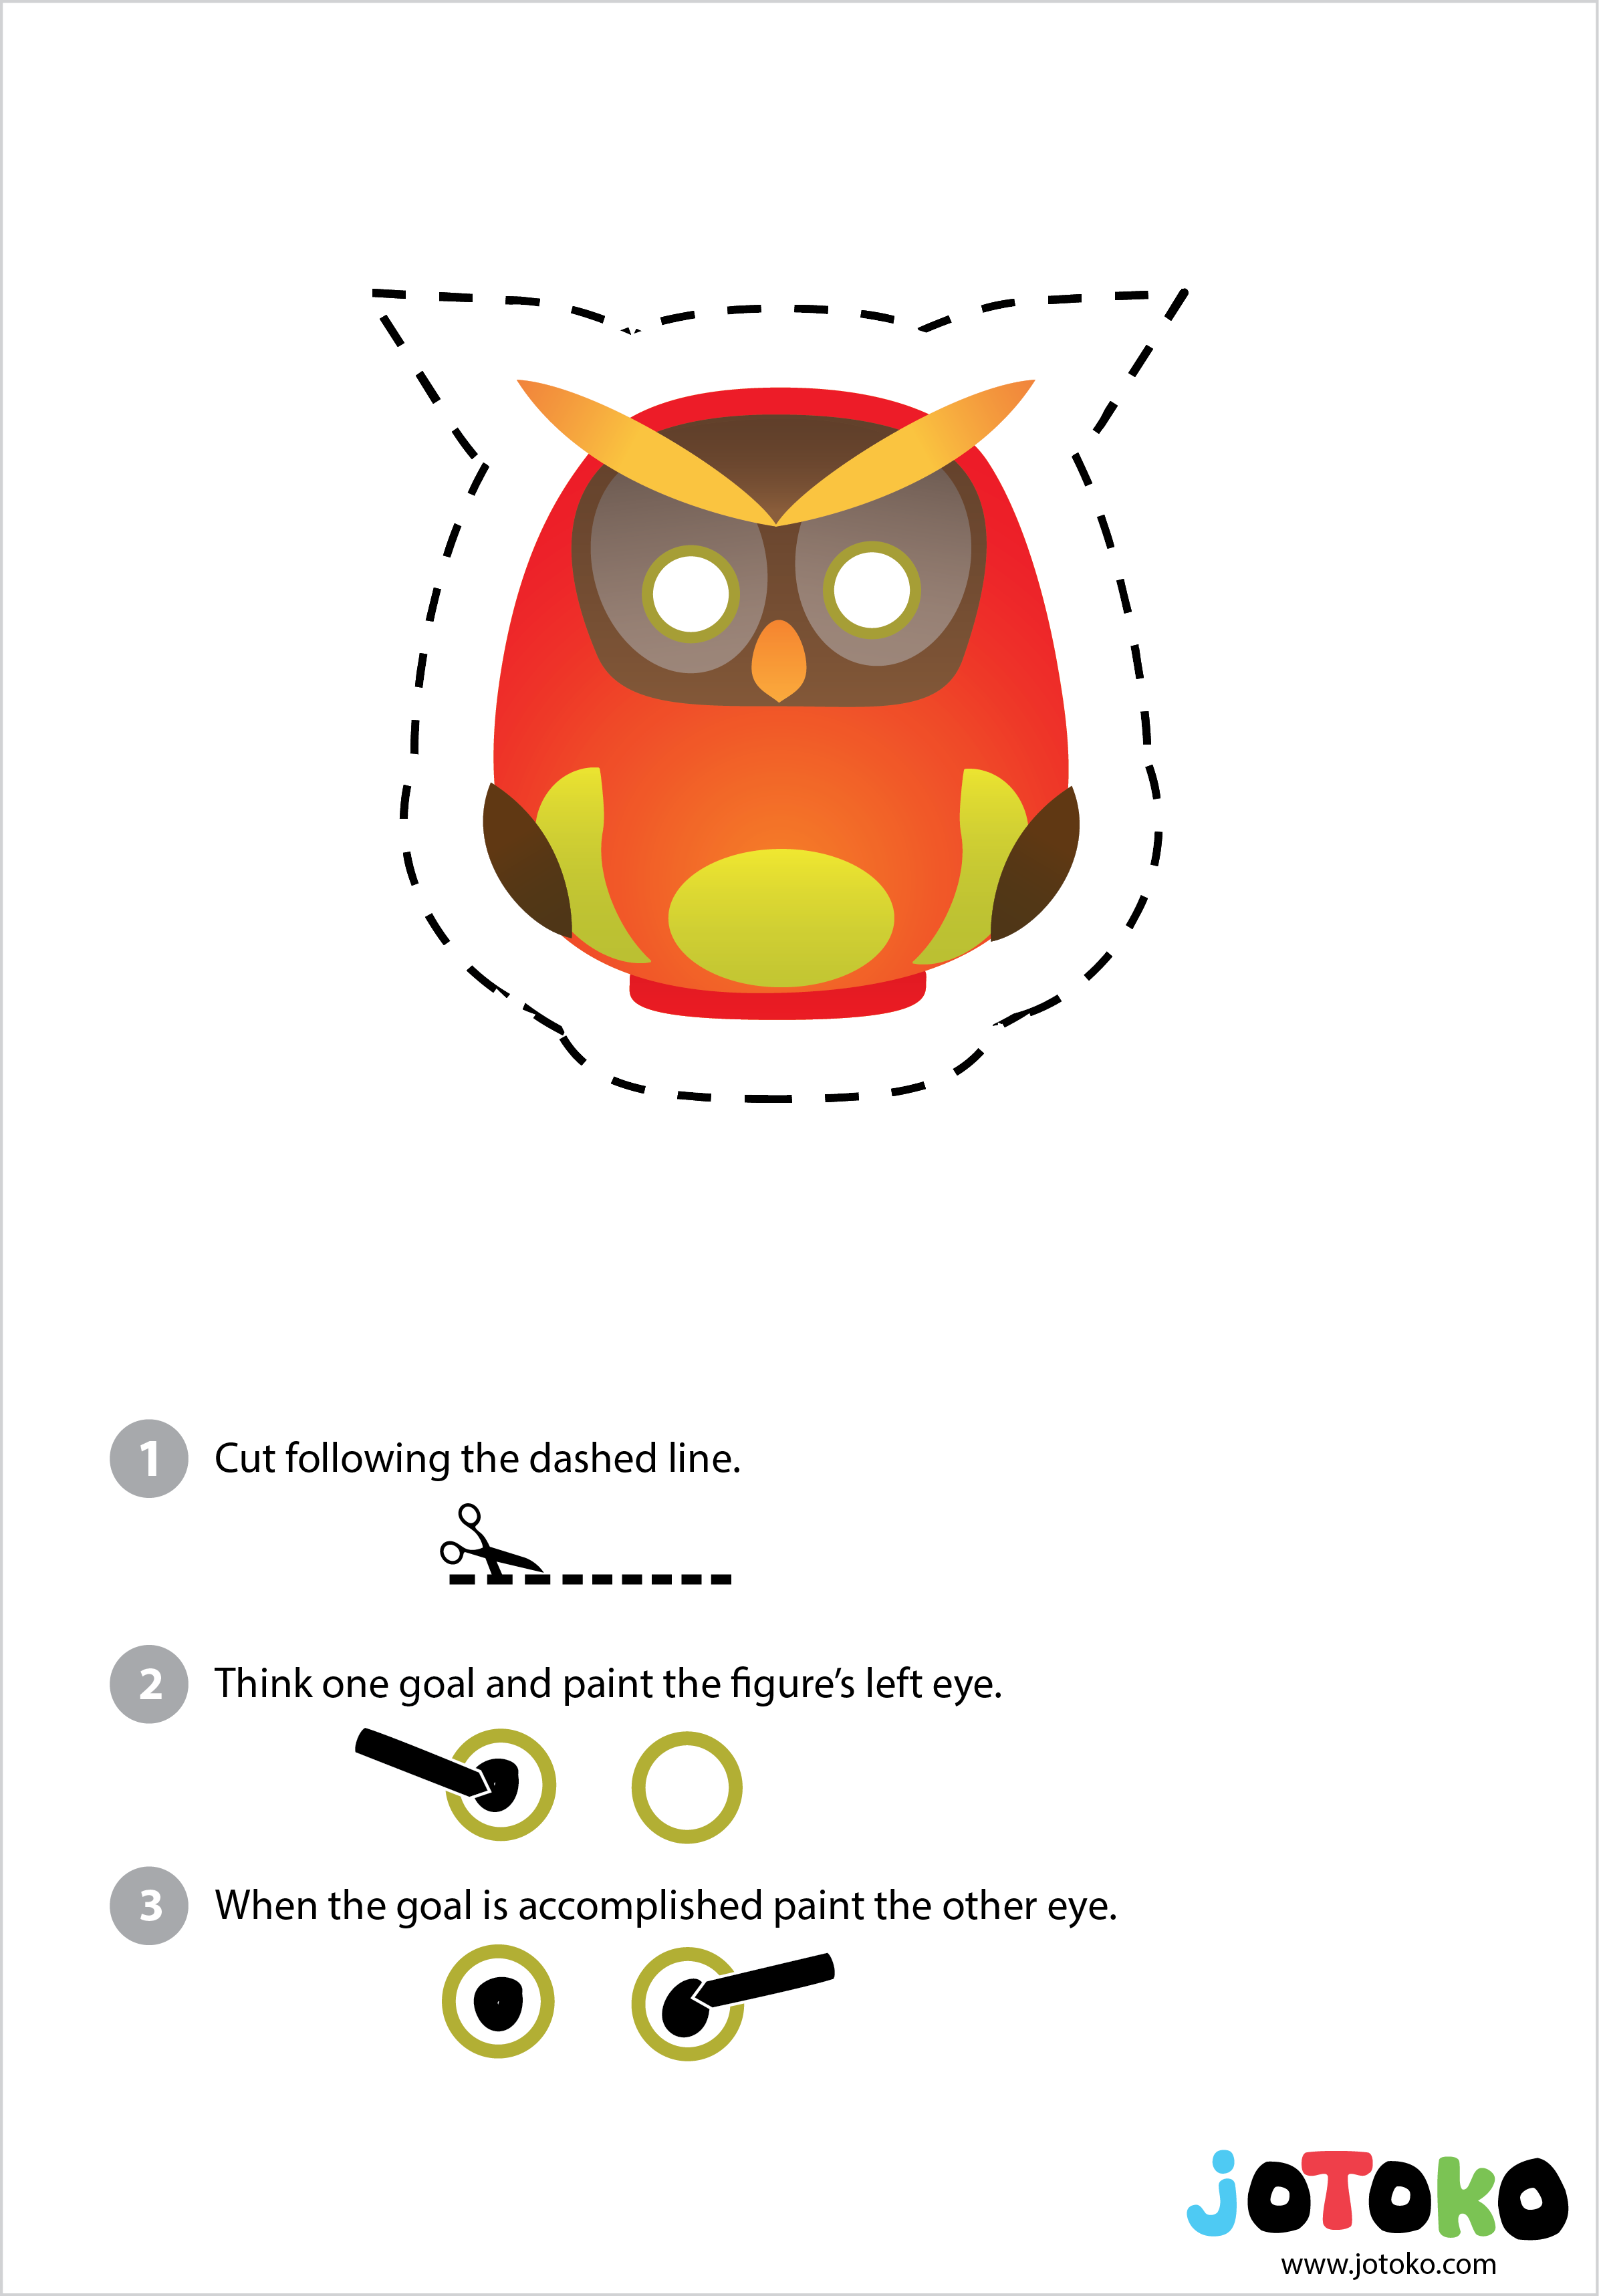 1 Cut following the dashed line.
2 Think one goal and paint the figure’s left eye.
3 When the goal is accomplished paint the other eye.
joToko
www.jotoko.com